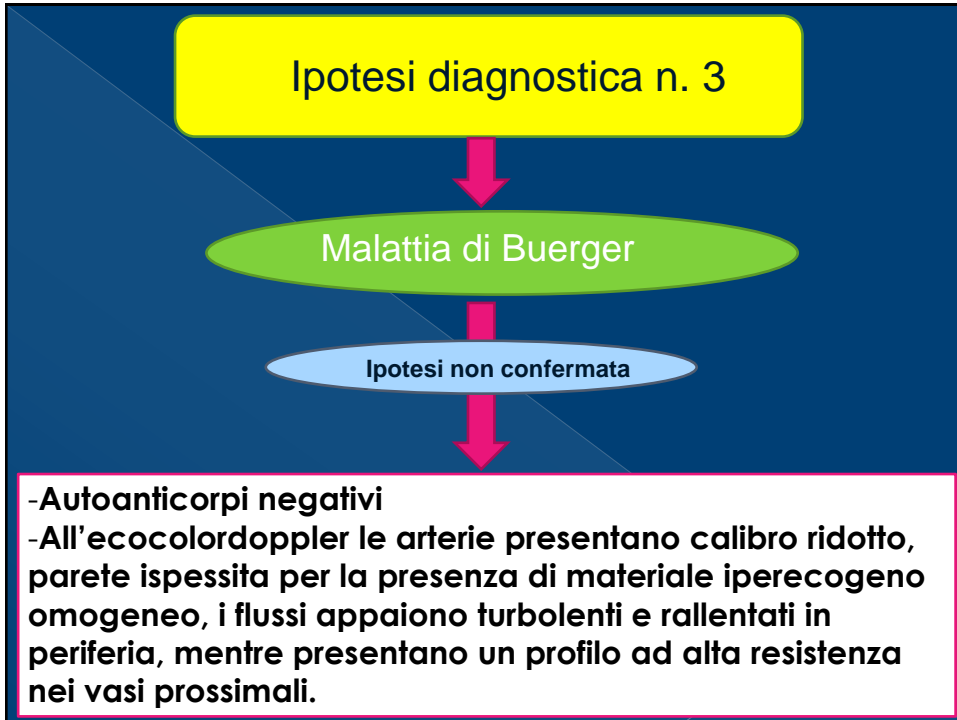 Ipotesi diagnostica n. 3
Malattia di Buerger
Ipotesi non confermata
-Autoanticorpi negativi
-All’ecocolordoppler le arterie presentano calibro ridotto,
parete ispessita per la presenza di materiale iperecogeno
omogeneo, i flussi appaiono turbolenti e rallentati in
periferia, mentre presentano un profilo ad alta resistenza
nei vasi prossimali.